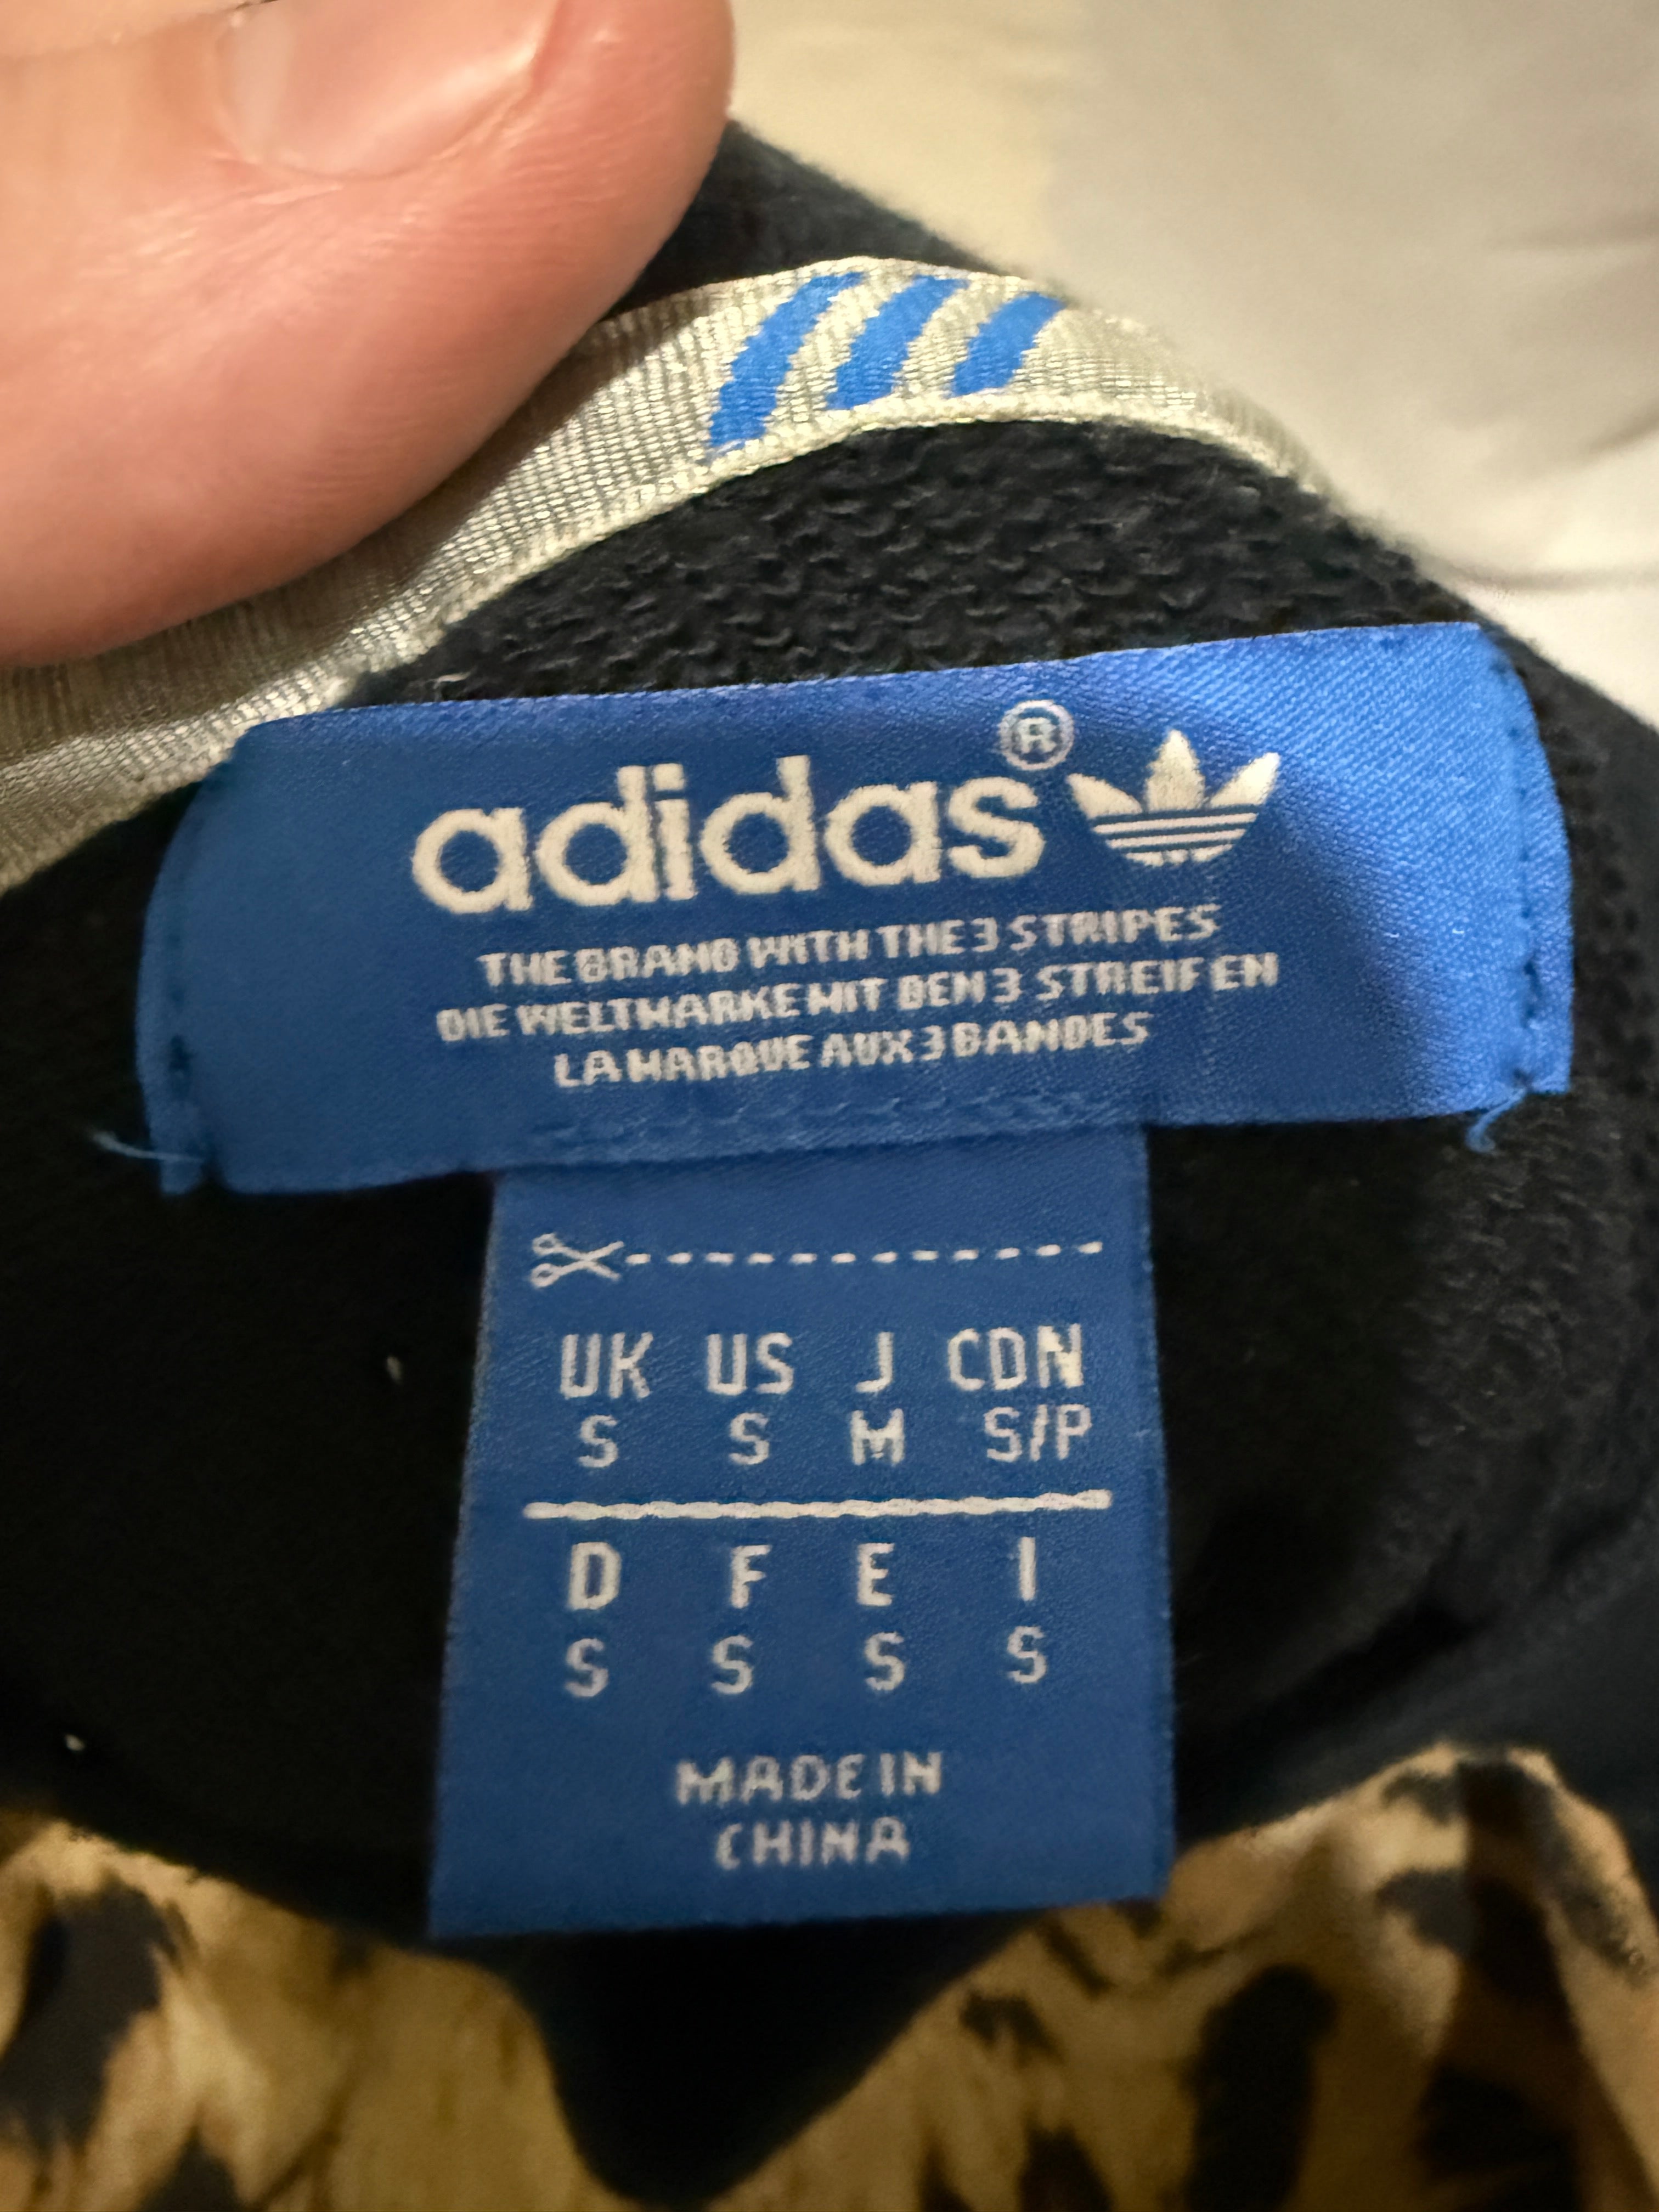 adidas®
THE BRAND WITH THE 3 STRIPES
DIE WELTMARKE MIT DEN 3 STREIFEN
LA MARQUE AUX 3 BANDES
UK US J CDN
S S M S/P
D F E I
S S S S
MADE IN
CHINA